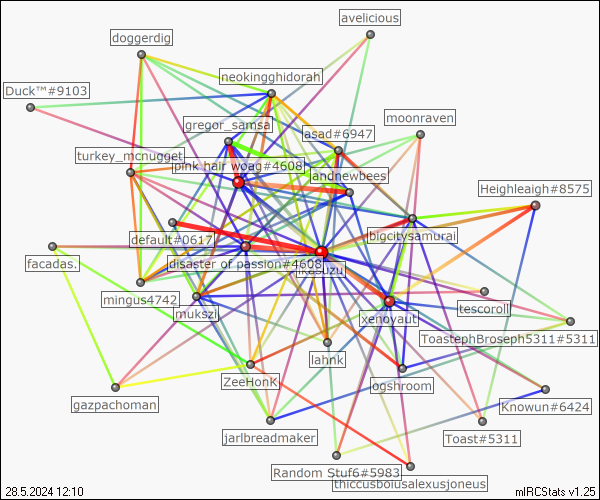 avelicious
doggerdig
neokingghidorah
Duck™#9103
moonraven
gregor_samsa
asad#6947
turkey_mcnugget
pink hair woag#4608
andnewbees
Heighleaigh#8575
bigcitysamurai
default#0617
facadas.
disaster of passion#4608
ikasuzu
mingus4742
tescoroll
mukszi
xenovaut
ToastephBroseph5311#5311
lahnk
ZeeHonK
ogshroom
gazpachoman
Knowun#6424
jarlbreadmaker
Toast#5311
Random Stuf6#5983
thiccusboiusalexusjoneus
28.5.2024 12:10
mIRCStats v1.25